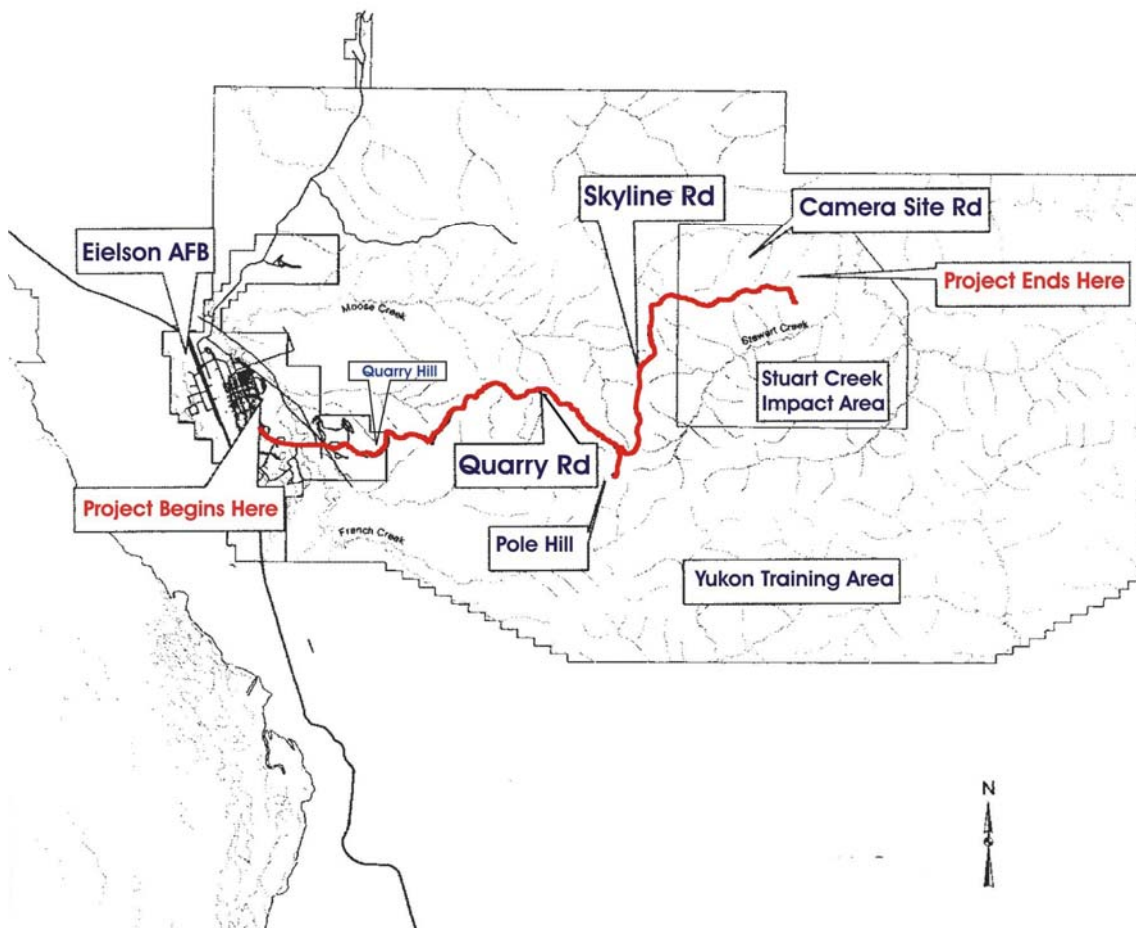 Skyline Rd
Camera Site Rd
Eielson AFB
Project Ends Here
Moose Creek
Stewart Creek
Quarry Hill
Stuart Creek
Impact Area
Quarry Rd
Project Begins Here
French Creek
Pole Hill
Yukon Training Area
N